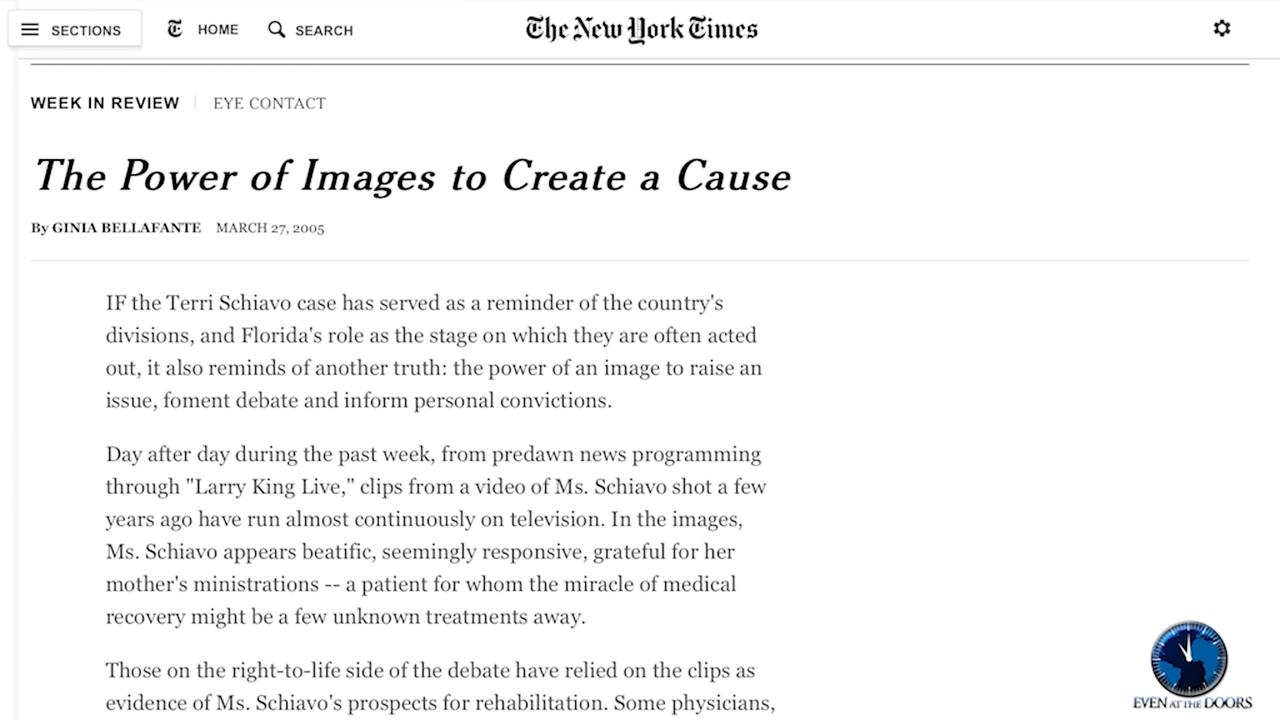 SECTIONS HOME SEARCH The New York Times
WEEK IN REVIEW EYE CONTACT
The Power of Images to Create a Cause
By GINIA BELLAFANTE MARCH 27, 2005
IF the Terri Schiavo case has served as a reminder of the country's
divisions, and Florida's role as the stage on which they are often acted
out, it also reminds of another truth: the power of an image to raise an
issue, foment debate and inform personal convictions.
Day after day during the past week, from predawn news programming
through "Larry King Live," clips from a video of Ms. Schiavo shot a few
years ago have run almost continuously on television. In the images,
Ms. Schiavo appears beatific, seemingly responsive, grateful for her
mother's ministrations -- a patient for whom the miracle of medical
recovery might be a few unknown treatments away.
Those on the right-to-life side of the debate have relied on the clips as
evidence of Ms. Schiavo's prospects for rehabilitation. Some physicians,
EVEN AT THE DOORS